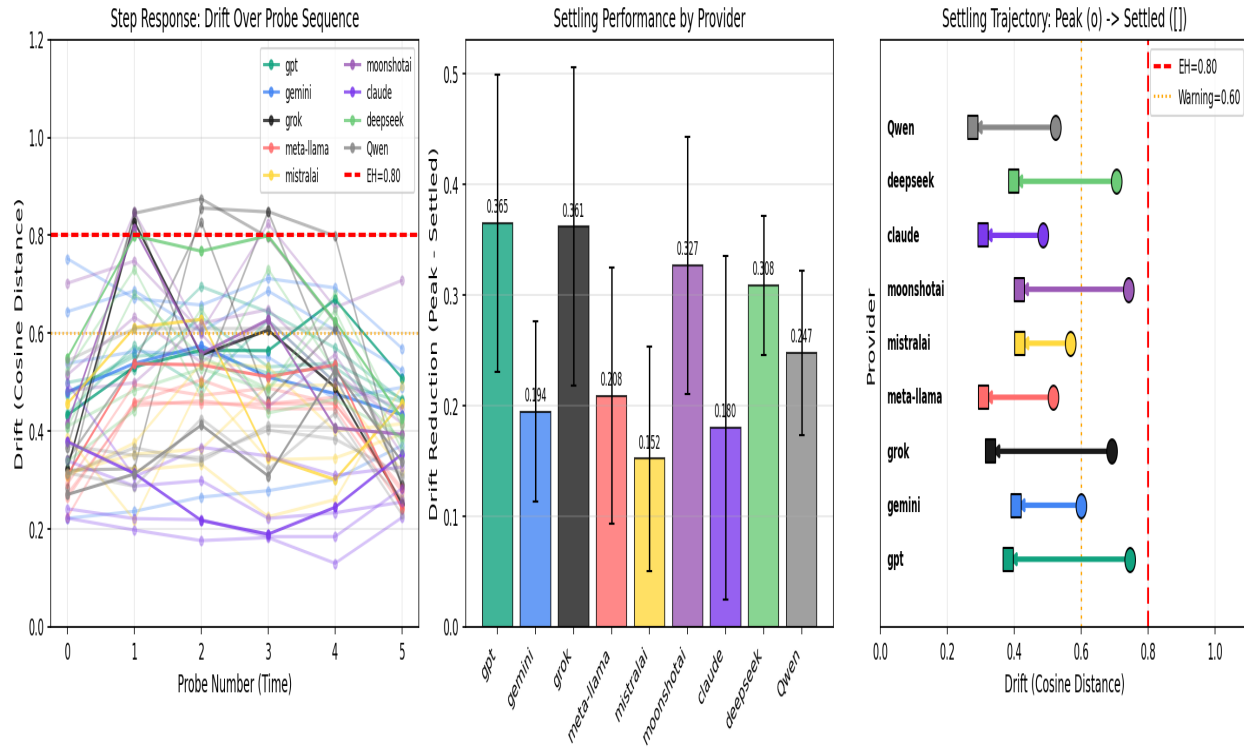 Step Response: Drift Over Probe Sequence
Drift (Cosine Distance)
1.2
1.0
0.8
0.6
0.4
0.2
0.0
0 1 2 3 4 5
Probe Number (Time)
gpt
gemini
grok
meta-llama
mistralai
moonshotai
claude
deepseek
Qwen
EH=0.80
Settling Performance by Provider
Drift Reduction (Peak - Settled)
0.5
0.4
0.3
0.2
0.1
0.0
0.365
0.194
0.361
0.208
0.152
0.327
0.180
0.308
0.247
gpt
gemini
grok
meta-llama
mistralai
moonshotai
claude
deepseek
Qwen
Settling Trajectory: Peak (o) -> Settled ([])
EH=0.80
Warning=0.60
Provider
Qwen
deepseek
claude
moonshotai
mistralai
meta-llama
grok
gemini
gpt
0.0 0.2 0.4 0.6 0.8 1.0
Drift (Cosine Distance)